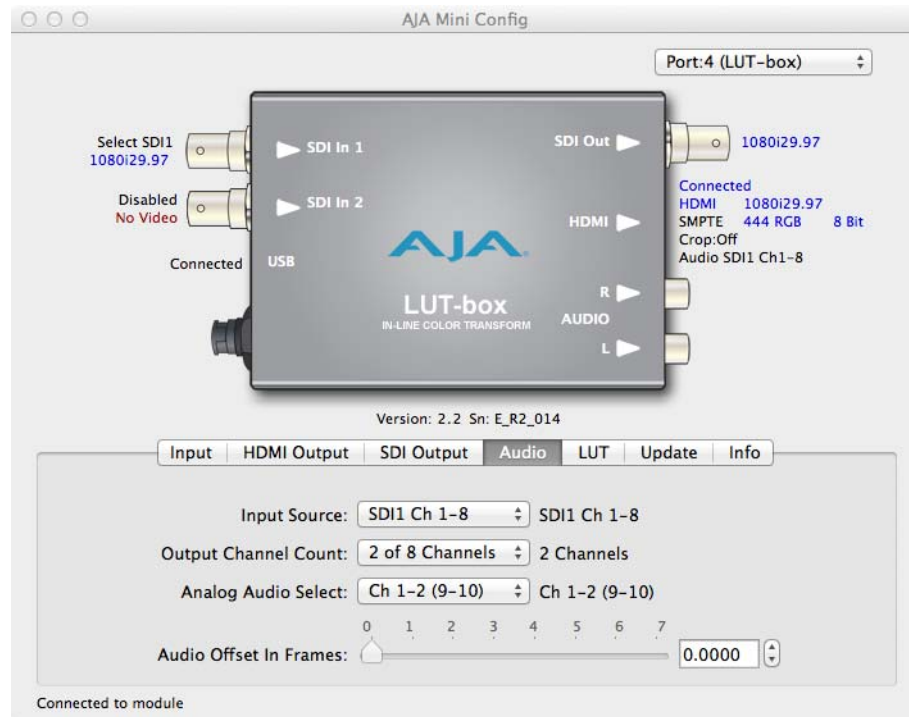 AJA Mini Config
Port:4 (LUT-box)
Select SDI1
1080i29.97
SDI In 1
SDI Out
1080i29.97
Disabled
No Video
SDI In 2
Connected
HDMI 1080i29.97
SMPTE 444 RGB 8 Bit
Crop:Off
Audio SDI1 Ch1-8
HDMI
Connected
USB
AJA
LUT-box
IN-LINE COLOR TRANSFORM
R
AUDIO
L
Version: 2.2 Sn: E_R2_014
Input HDMI Output SDI Output Audio LUT Update Info
Input Source: SDI1 Ch 1-8 SDI1 Ch 1-8
Output Channel Count: 2 of 8 Channels 2 Channels
Analog Audio Select: Ch 1-2 (9-10) Ch 1-2 (9-10)
0 1 2 3 4 5 6 7
Audio Offset In Frames: 0.0000
Connected to module